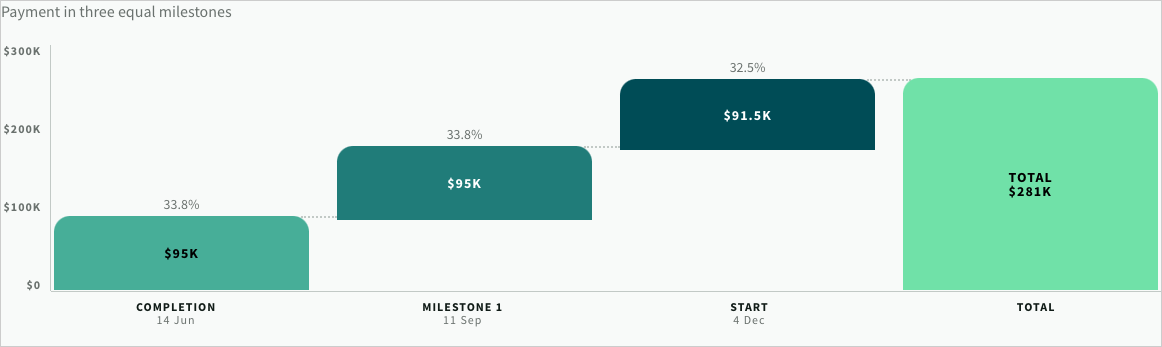 Payment in three equal milestones
$300K
$200K
$100K
$0
33.8%
$95K
33.8%
$95K
32.5%
$91.5K
TOTAL
$281K
COMPLETION
14 Jun
MILESTONE 1
11 Sep
START
4 Dec
TOTAL